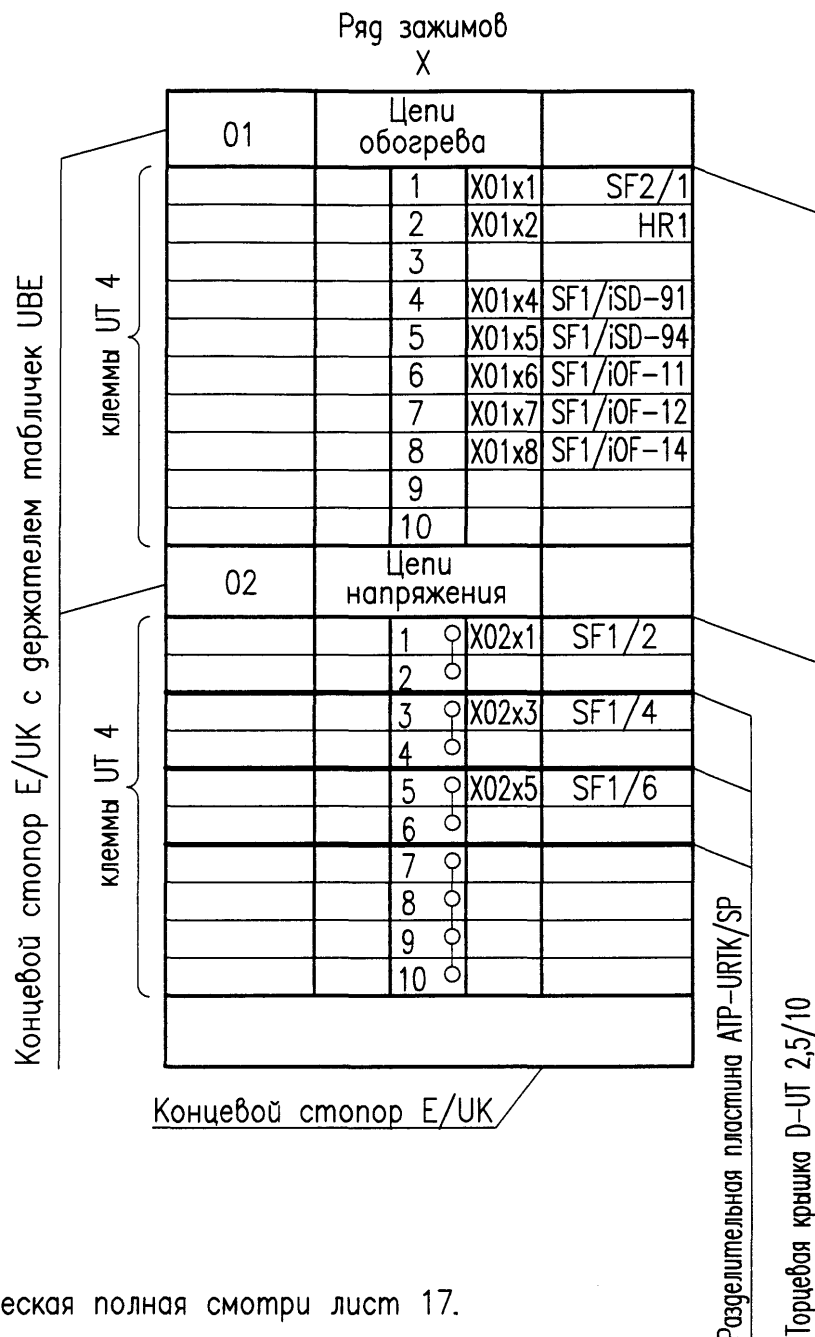 Ряд зажимов
X
01 Цепи
обогрева
1 X01x1 SF2/1
2 X01x2 HR1
3
4 X01x4 SF1/iSD-91
5 X01x5 SF1/iSD-94
6 X01x6 SF1/iOF-11
7 X01x7 SF1/iOF-12
8 X01x8 SF1/iOF-14
9
10
02 Цепи
напряжения
1 X02x1 SF1/2
2
3 X02x3 SF1/4
4
5 X02x5 SF1/6
6
7
8
9
10
Концевой стопор E/UK с держателем табличек UBE
клеммы UT 4
клеммы UT 4
Концевой стопор E/UK
Разделительная пластина ATP-URTK/SP
Торцевая крышка D-UT 2,5/10
еская полная смотри лист 17.